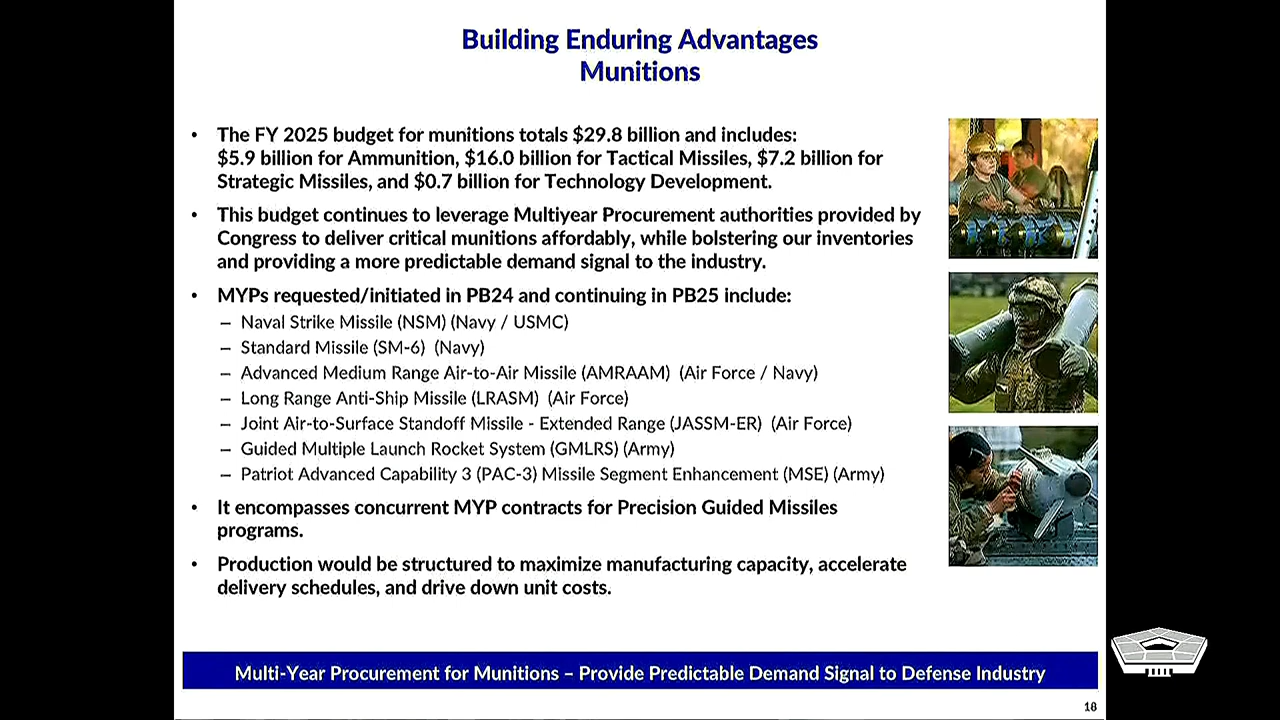 Building Enduring Advantages
Munitions
• The FY 2025 budget for munitions totals $29.8 billion and includes:
$5.9 billion for Ammunition, $16.0 billion for Tactical Missiles, $7.2 billion for
Strategic Missiles, and $0.7 billion for Technology Development.
• This budget continues to leverage Multiyear Procurement authorities provided by
Congress to deliver critical munitions affordably, while bolstering our inventories
and providing a more predictable demand signal to the industry.
• MYPs requested/initiated in PB24 and continuing in PB25 include:
– Naval Strike Missile (NSM) (Navy / USMC)
– Standard Missile (SM-6) (Navy)
– Advanced Medium Range Air-to-Air Missile (AMRAAM) (Air Force / Navy)
– Long Range Anti-Ship Missile (LRASM) (Air Force)
– Joint Air-to-Surface Standoff Missile - Extended Range (JASSM-ER) (Air Force)
– Guided Multiple Launch Rocket System (GMLRS) (Army)
– Patriot Advanced Capability 3 (PAC-3) Missile Segment Enhancement (MSE) (Army)
• It encompasses concurrent MYP contracts for Precision Guided Missiles
programs.
• Production would be structured to maximize manufacturing capacity, accelerate
delivery schedules, and drive down unit costs.
Multi-Year Procurement for Munitions – Provide Predictable Demand Signal to Defense Industry
18